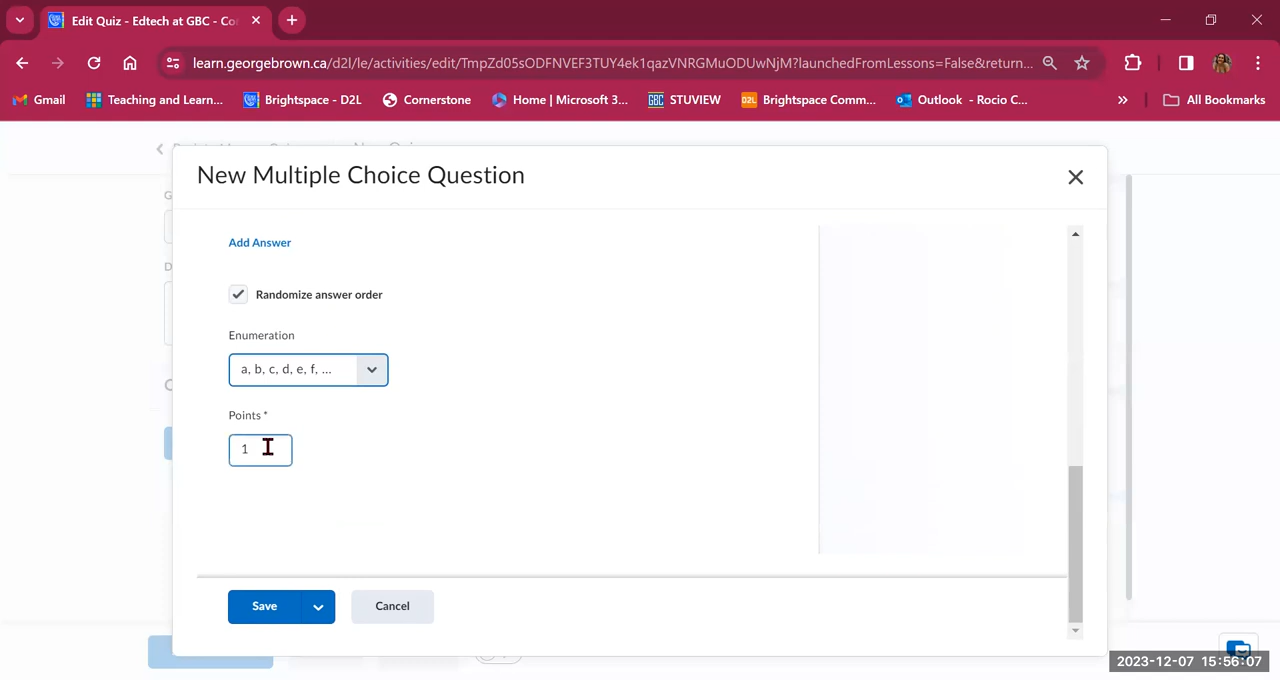 Edit Quiz - Edtech at GBC - Co
learn.georgebrown.ca/d2l/le/activities/edit/TmpZd05sODFNVEF3TUY4ek1qazVNRGMuODUwNjM?launchedFromLessons=False&return...
Gmail
Teaching and Learn...
Brightspace - D2L
Cornerstone
Home | Microsoft 3...
GBC STUVIEW
D2L Brightspace Comm...
Outlook - Rocio C...
»
All Bookmarks
New Multiple Choice Question
Add Answer
Randomize answer order
Enumeration
a, b, c, d, e, f, ...
Points *
1
Save
Cancel
2023-12-07 15:56:07